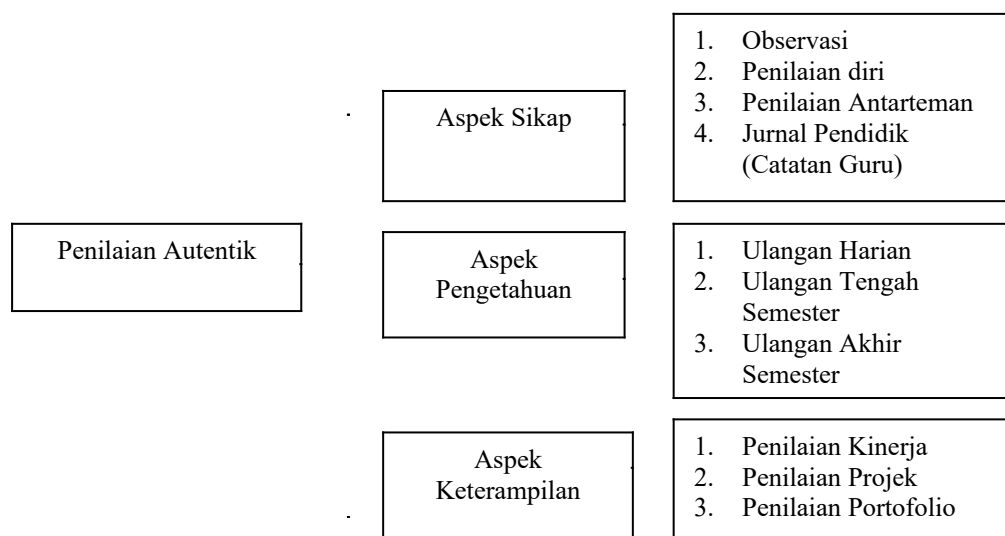 Penilaian Autentik
Aspek Sikap
1. Observasi
2. Penilaian diri
3. Penilaian Antarteman
4. Jurnal Pendidik
(Catatan Guru)
Aspek
Pengetahuan
1. Ulangan Harian
2. Ulangan Tengah
Semester
3. Ulangan Akhir
Semester
Aspek
Keterampilan
1. Penilaian Kinerja
2. Penilaian Projek
3. Penilaian Portofolio